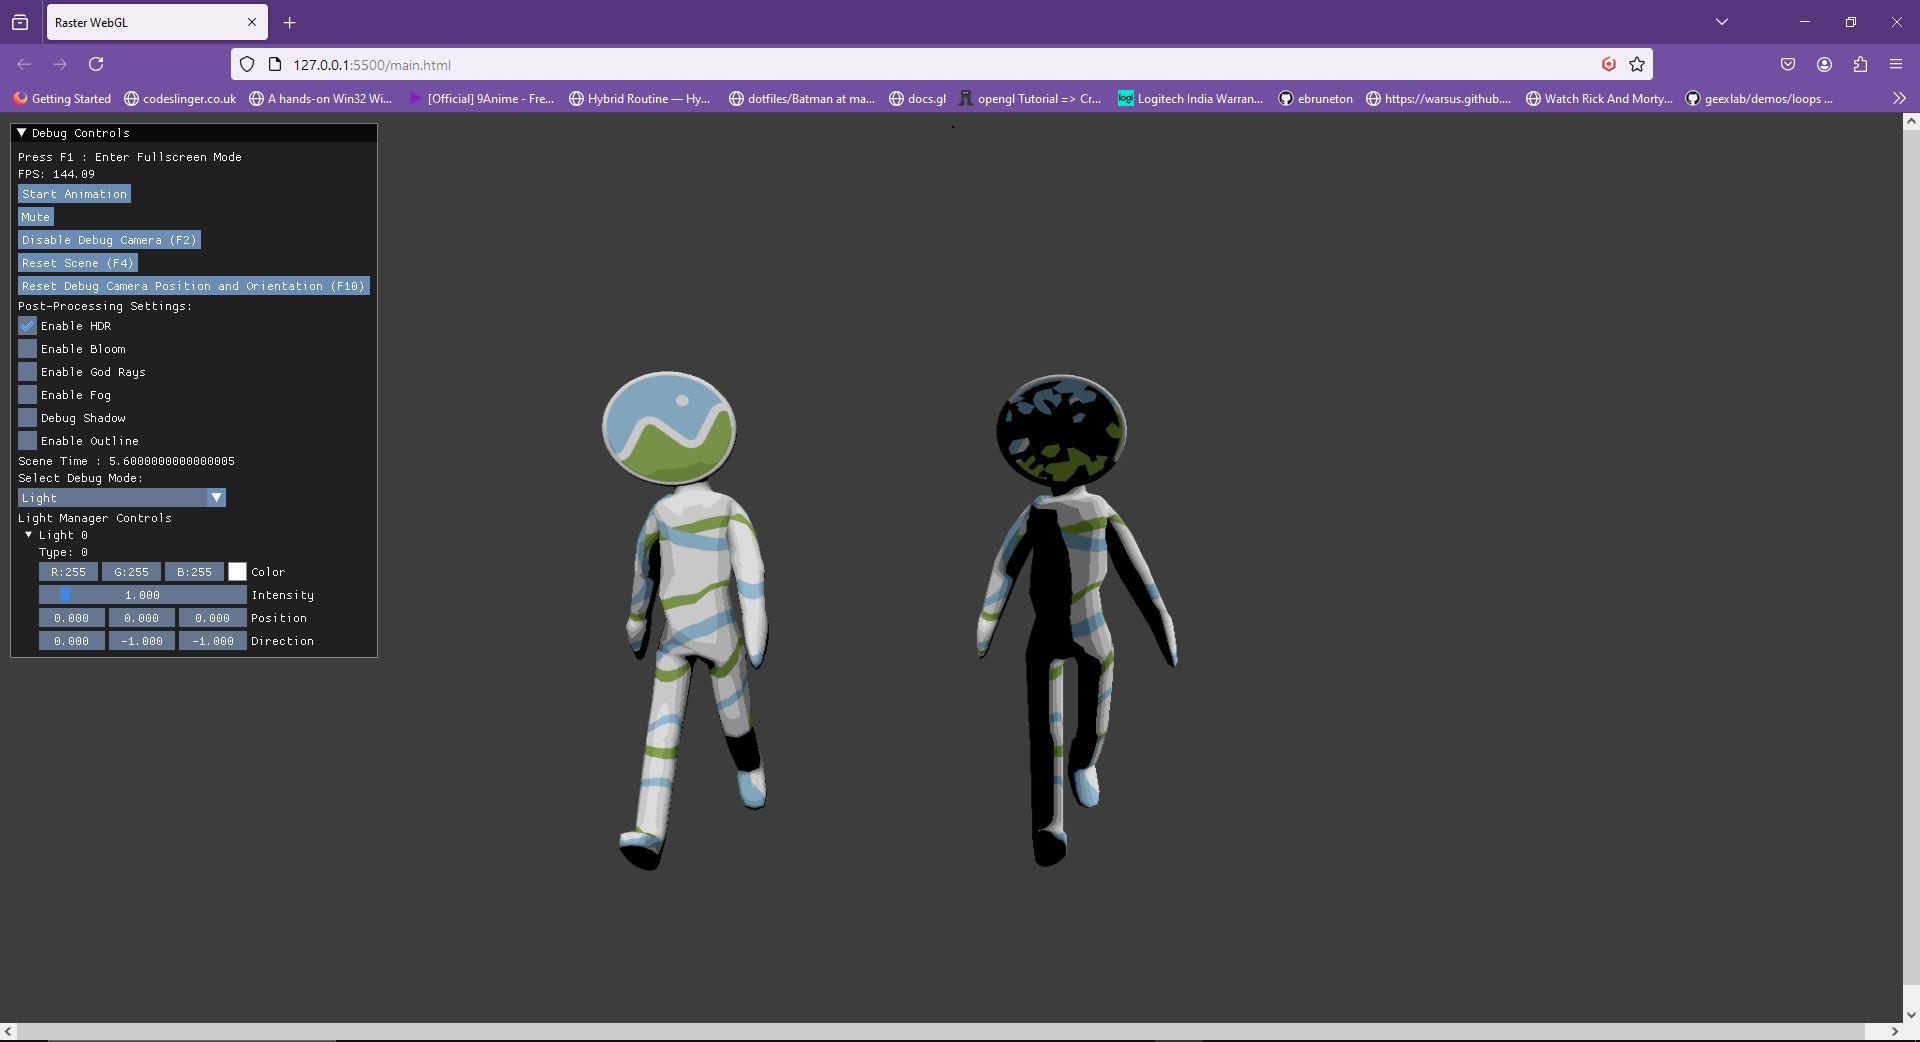 Raster WebGL
127.0.0.1:5500/main.html
Getting Started codeslinger.co.uk A hands-on Win32 Wi... [Official] 9Anime - Fre... Hybrid Routine — Hy... dotfiles/Batman at ma... docs.gl opengl Tutorial => Cr... logi Logitech India Warran... ebruneton https://warsus.github.... Watch Rick And Morty... geexlab/demos/loops ...
Debug Controls
Press F1 : Enter Fullscreen Mode
FPS: 144.09
Start Animation
Mute
Disable Debug Camera (F2)
Reset Scene (F4)
Reset Debug Camera Position and Orientation (F10)
Post-Processing Settings:
Enable HDR
Enable Bloom
Enable God Rays
Enable Fog
Debug Shadow
Enable Outline
Scene Time : 5.6000000000000005
Select Debug Mode:
Light
Light Manager Controls
Light 0
Type: 0
R:255 G:255 B:255 Color
1.000 Intensity
0.000 0.000 0.000 Position
0.000 -1.000 -1.000 Direction